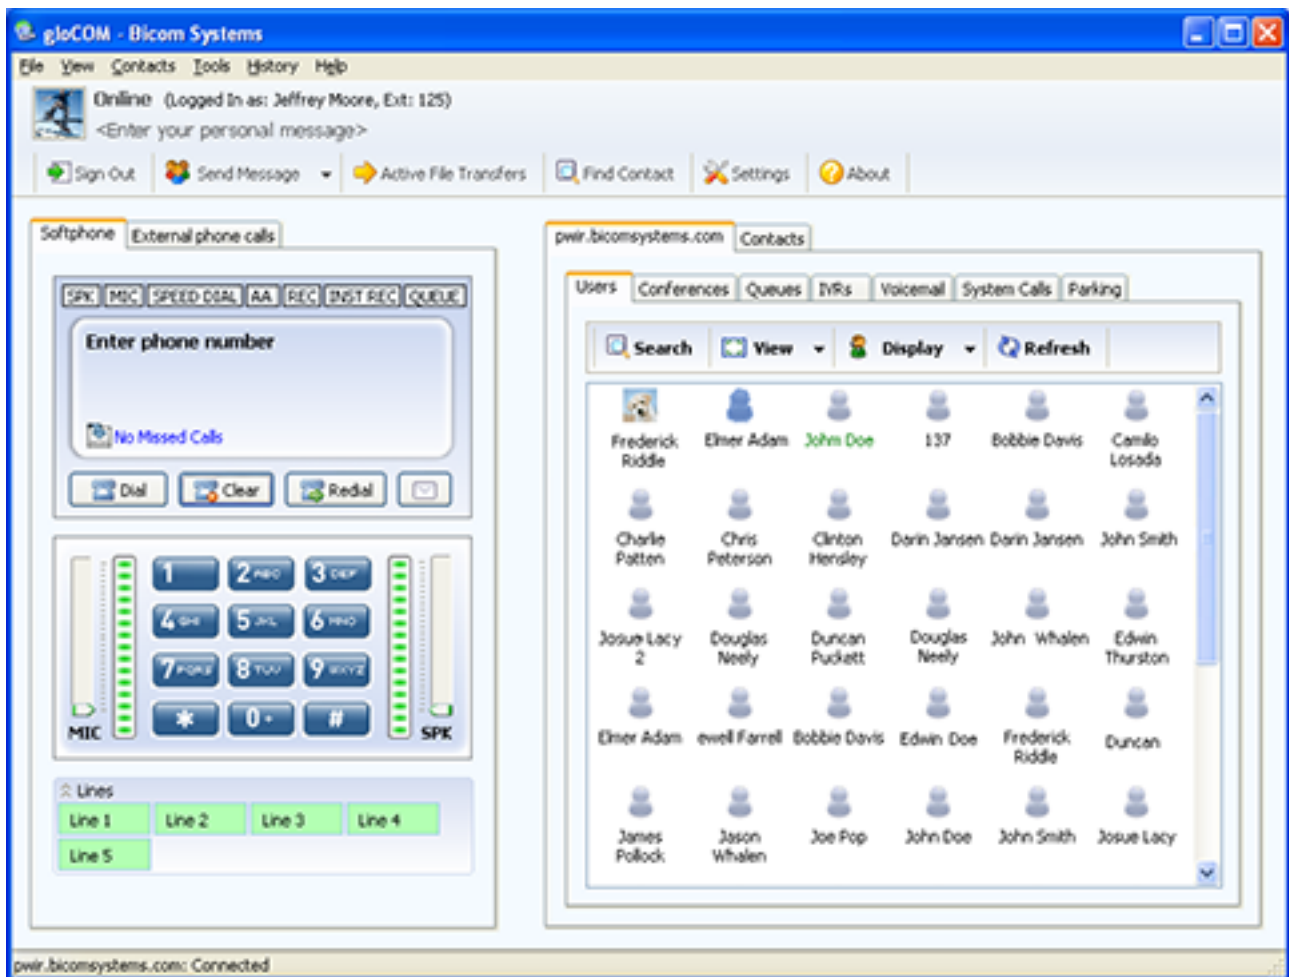 gloCOM - Bicom Systems
File View Contacts Tools History Help
Online (Logged In as: Jeffrey Moore, Ext: 125)
<Enter your personal message>
Sign Out Send Message Active File Transfers Find Contact Settings About
Softphone External phone calls
pwir.bicomsystems.com Contacts
SPK MIC SPEED DIAL AA REC INST REC QUEUE
Enter phone number
No Missed Calls
Dial Clear Redial
1 2 ABC 3 DEF
4 GHI 5 JKL 6 MNO
7 PQRS 8 TUV 9 WXYZ
* 0 + #
MIC SPK
Lines
Line 1 Line 2 Line 3 Line 4
Line 5
Users Conferences Queues IVRs Voicemail System Calls Parking
Search View Display Refresh
Frederick Elmer Adam John Doe 137 Bobbie Davis Camilo
Riddle Losada
Charlie Chris Clinton Darin Jansen Darin Jansen John Smith
Patten Peterson Hensley
Josue Lacy Douglas Duncan Douglas John Whalen Edwin
2 Neely Puckett Neely Thurston
Elmer Adam ewell Farrell Bobbie Davis Edwin Doe Frederick Duncan
Riddle
James Jason Joe Pop John Doe John Smith Josue Lacy
Pollock Whalen
pwir.bicomsystems.com: Connected